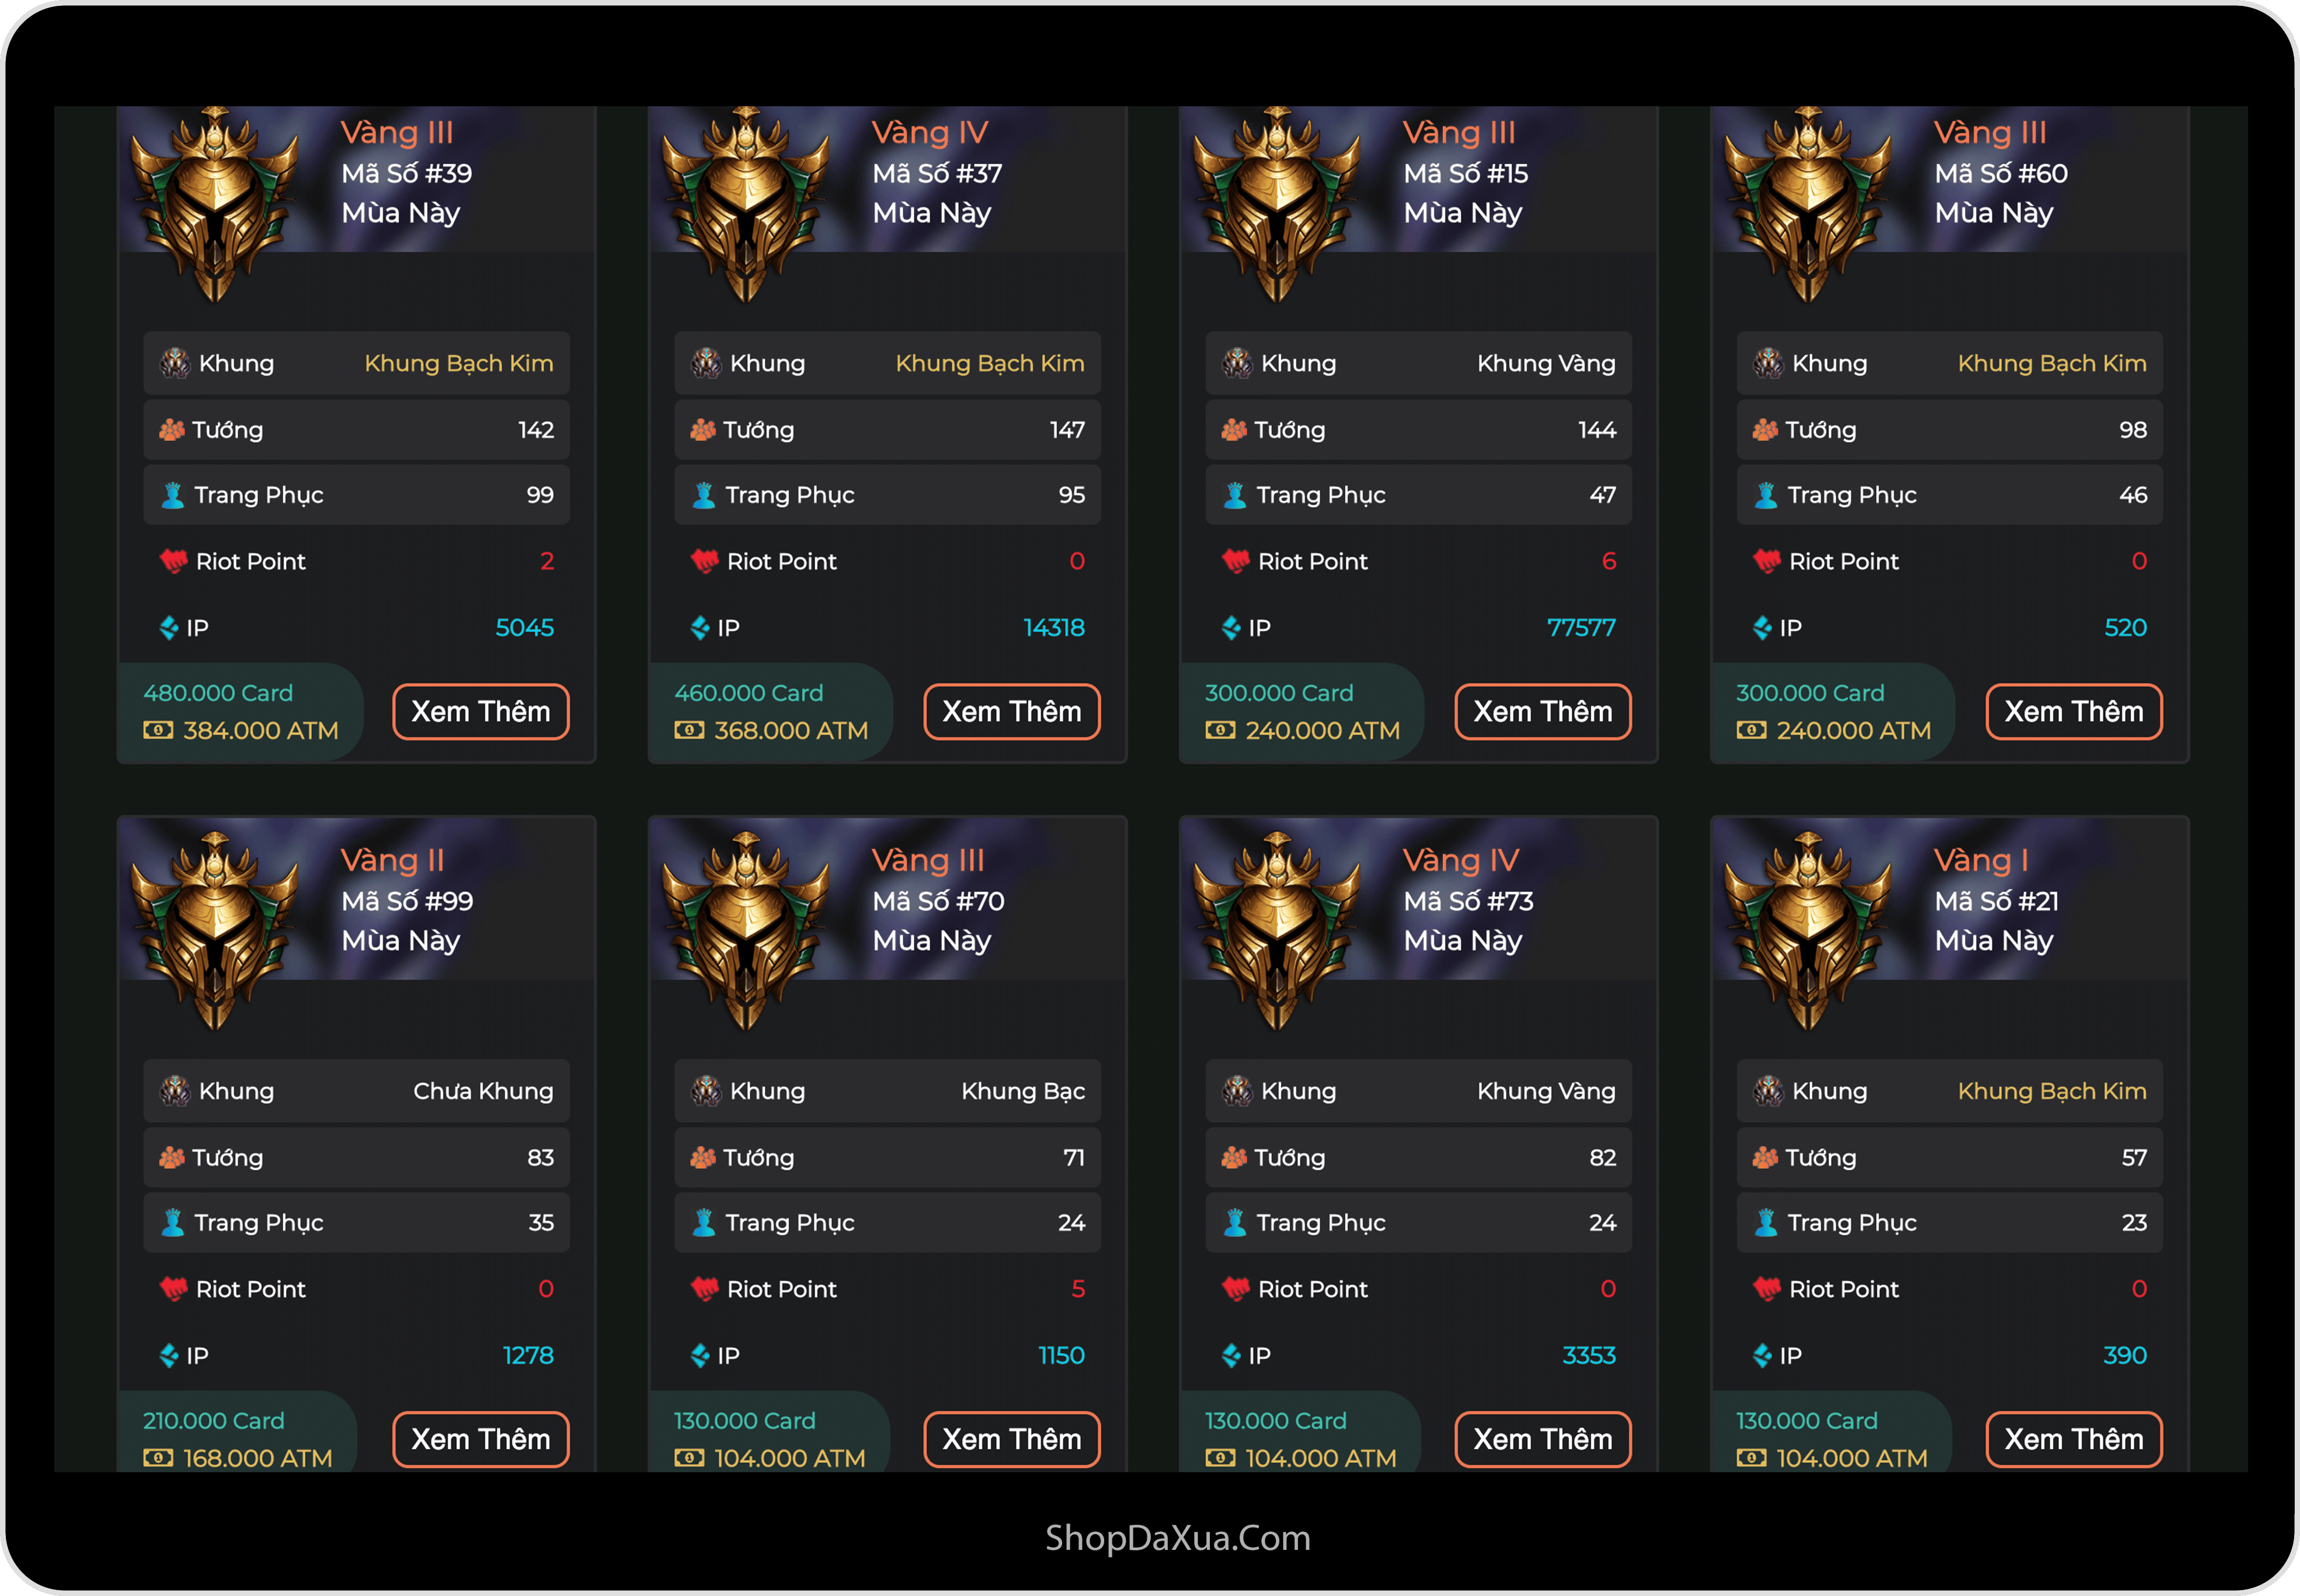 Vàng III
Mã Số #39
Mùa Này
Khung Khung Bạch Kim
Tướng 142
Trang Phục 99
Riot Point 2
IP 5045
480.000 Card
384.000 ATM
Xem Thêm
Vàng IV
Mã Số #37
Mùa Này
Khung Khung Bạch Kim
Tướng 147
Trang Phục 95
Riot Point 0
IP 14318
460.000 Card
368.000 ATM
Xem Thêm
Vàng III
Mã Số #15
Mùa Này
Khung Khung Vàng
Tướng 144
Trang Phục 47
Riot Point 6
IP 77577
300.000 Card
240.000 ATM
Xem Thêm
Vàng III
Mã Số #60
Mùa Này
Khung Khung Bạch Kim
Tướng 98
Trang Phục 46
Riot Point 0
IP 520
300.000 Card
240.000 ATM
Xem Thêm
Vàng II
Mã Số #99
Mùa Này
Khung Chưa Khung
Tướng 83
Trang Phục 35
Riot Point 0
IP 1278
210.000 Card
168.000 ATM
Xem Thêm
Vàng III
Mã Số #70
Mùa Này
Khung Khung Bạc
Tướng 71
Trang Phục 24
Riot Point 5
IP 1150
130.000 Card
104.000 ATM
Xem Thêm
Vàng IV
Mã Số #73
Mùa Này
Khung Khung Vàng
Tướng 82
Trang Phục 24
Riot Point 0
IP 3353
130.000 Card
104.000 ATM
Xem Thêm
Vàng I
Mã Số #21
Mùa Này
Khung Khung Bạch Kim
Tướng 57
Trang Phục 23
Riot Point 0
IP 390
130.000 Card
104.000 ATM
Xem Thêm
ShopDaXua.Com